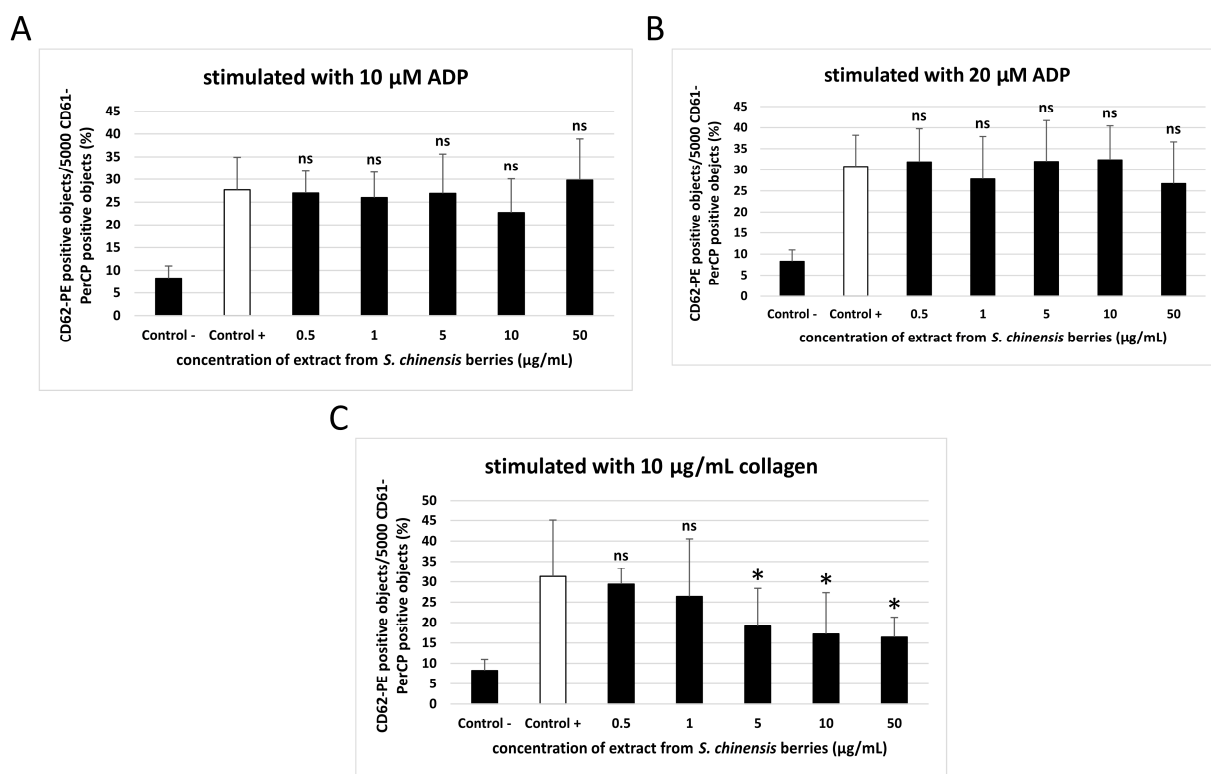 A
stimulated with 10 µM ADP
CD62-PE positive objects/5000 CD61-
PerCP positive objects (%)
45
40
35
30
25
20
15
10
5
0
ns
ns
ns
ns
ns
Control -
Control +
0.5
1
5
10
50
concentration of extract from S. chinensis berries (µg/mL)
B
stimulated with 20 µM ADP
CD62-PE positive objects/5000 CD61-
PerCP positive obejcts (%)
45
40
35
30
25
20
15
10
5
0
ns
ns
ns
ns
ns
Control -
Control +
0.5
1
5
10
50
concentration of extract from S. chinensis berries (µg/mL)
C
stimulated with 10 µg/mL collagen
CD62-PE positive objects/5000 CD61-
PerCP positive objects (%)
50
45
40
35
30
25
20
15
10
5
0
ns
ns
*
*
*
Control -
Control +
0.5
1
5
10
50
concentration of extract from S. chinensis berries (µg/mL)